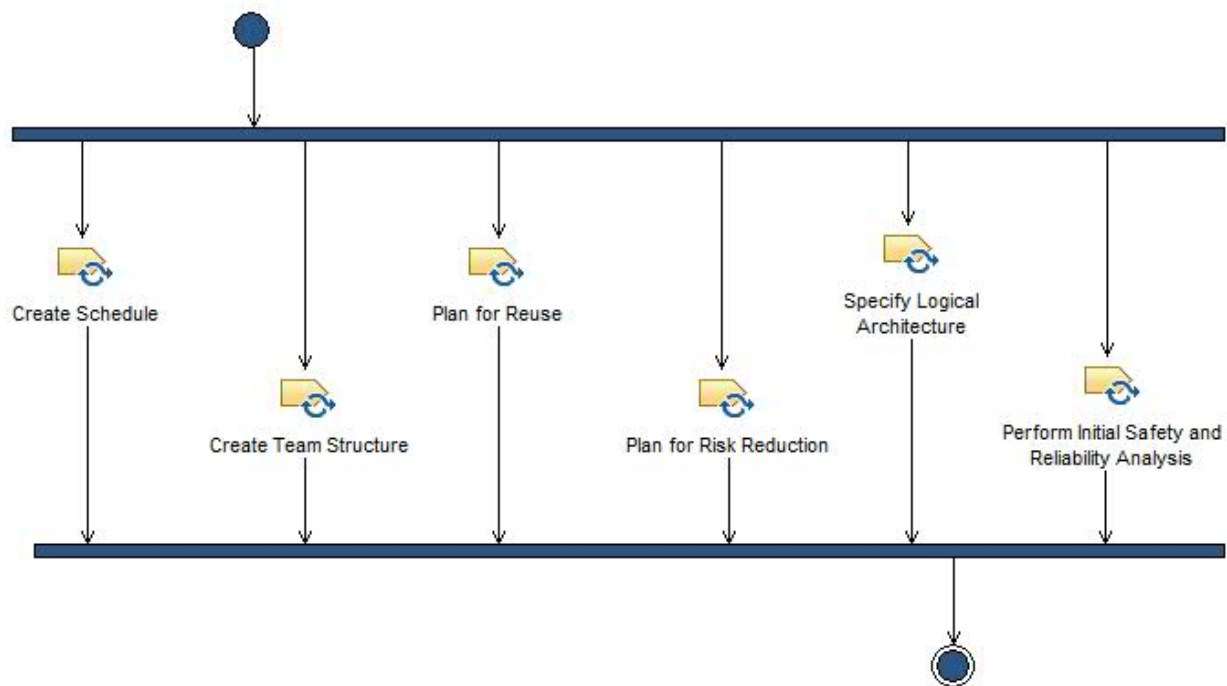 Create Schedule
Create Team Structure
Plan for Reuse
Plan for Risk Reduction
Specify Logical
Architecture
Perform Initial Safety and
Reliability Analysis